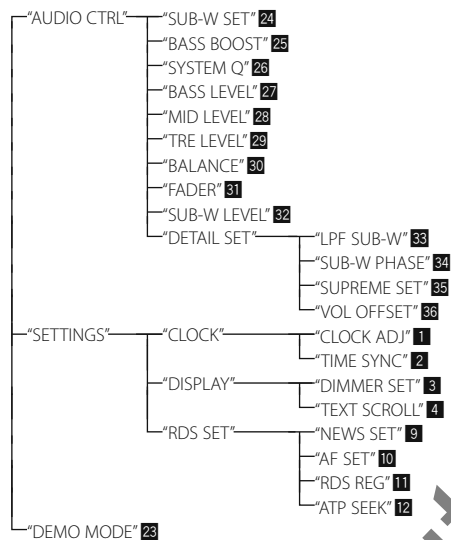 “AUDIO CTRL” “SUB-W SET” 24
“BASS BOOST” 25
“SYSTEM Q” 26
“BASS LEVEL” 27
“MID LEVEL” 28
“TRE LEVEL” 29
“BALANCE” 30
“FADER” 31
“SUB-W LEVEL” 32
“DETAIL SET” “LPF SUB-W” 33
“SUB-W PHASE” 34
“SUPREME SET” 35
“VOL OFFSET” 36
“SETTINGS” “CLOCK” “CLOCK ADJ” 1
“TIME SYNC” 2
“DISPLAY” “DIMMER SET” 3
“TEXT SCROLL” 4
“RDS SET” “NEWS SET” 9
“AF SET” 10
“RDS REG” 11
“ATP SEEK” 12
“DEMO MODE” 23